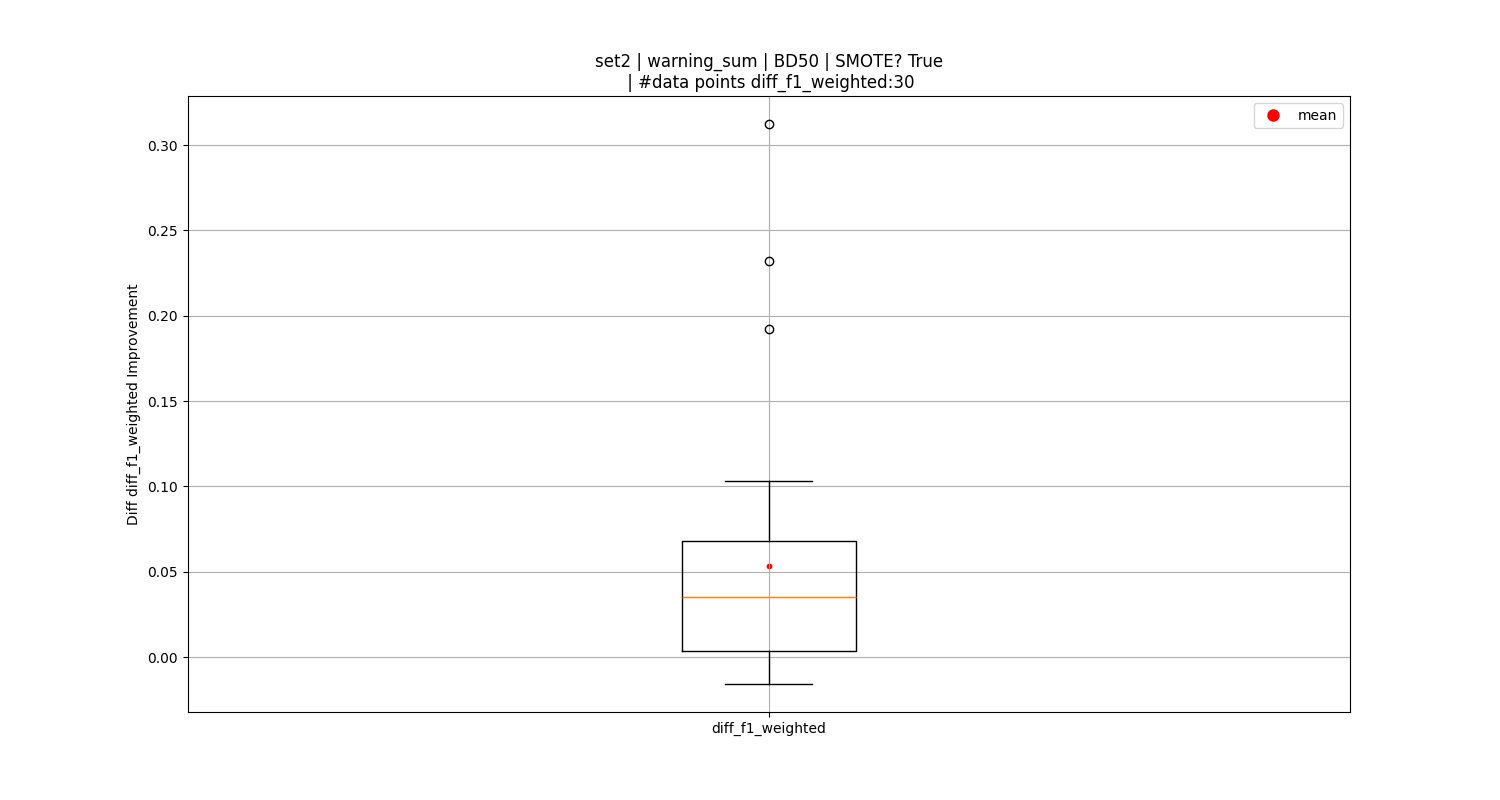 set2 | warning_sum | BD50 | SMOTE? True
| #data points diff_f1_weighted:30
mean
0.30
0.25
0.20
0.15
0.10
0.05
0.00
Diff diff_f1_weighted Improvement
diff_f1_weighted